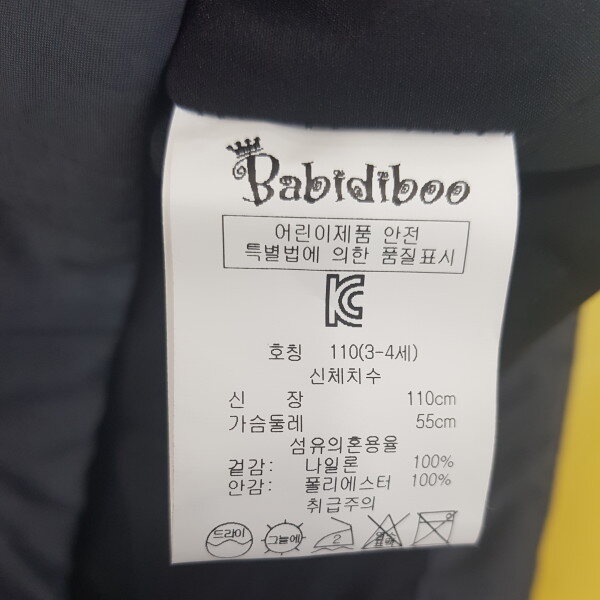 Babidiboo
어린이제품 안전
특별법에 의한 품질표시
KC
호칭 110(3-4세)
신체치수
신 장 110cm
가슴둘레 55cm
섬유의혼용율
겉감: 나일론 100%
안감: 폴리에스터 100%
취급주의
드라이 그늘에 2